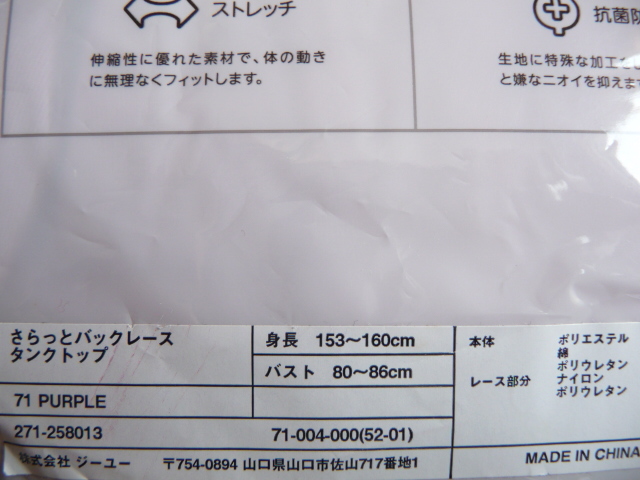 ストレッチ
伸縮性に優れた素材で、体の動き
に無理なくフィットします。
抗菌防
生地に特殊な加工
と嫌なニオイを抑えま
さらっとバックレース
タンクトップ
身長 153〜160cm
バスト 80〜86cm
71 PURPLE
271-258013 71-004-000(52-01)
株式会社 ジーユー 〒754-0894 山口県山口市佐山717番地1
本体 ポリエステル
綿
ポリウレタン
レース部分 ナイロン
ポリウレタン
MADE IN CHINA